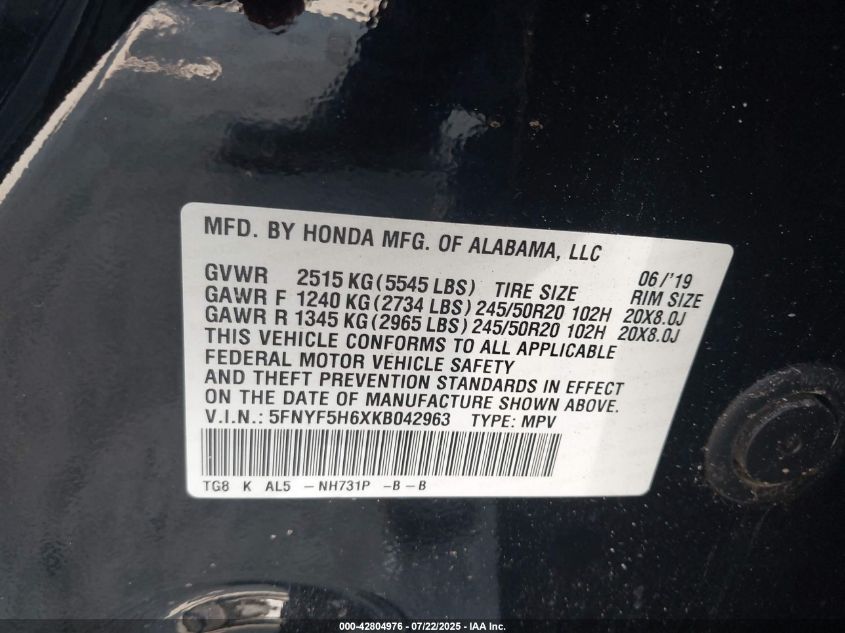 MFD. BY HONDA MFG. OF ALABAMA, LLC
GVWR 2515 KG (5545 LBS) TIRE SIZE 06/'19 RIM SIZE
GAWR F 1240 KG (2734 LBS) 245/50R20 102H 20X8.0J
GAWR R 1345 KG (2965 LBS) 245/50R20 102H 20X8.0J
THIS VEHICLE CONFORMS TO ALL APPLICABLE
FEDERAL MOTOR VEHICLE SAFETY
AND THEFT PREVENTION STANDARDS IN EFFECT
ON THE DATE OF MANUFACTURE SHOWN ABOVE.
V.I.N.: 5FNYF5H6XKB042963 TYPE: MPV
TG8 K AL5 -NH731P -B-B
000-42804976 - 07/22/2025 - IAA Inc.